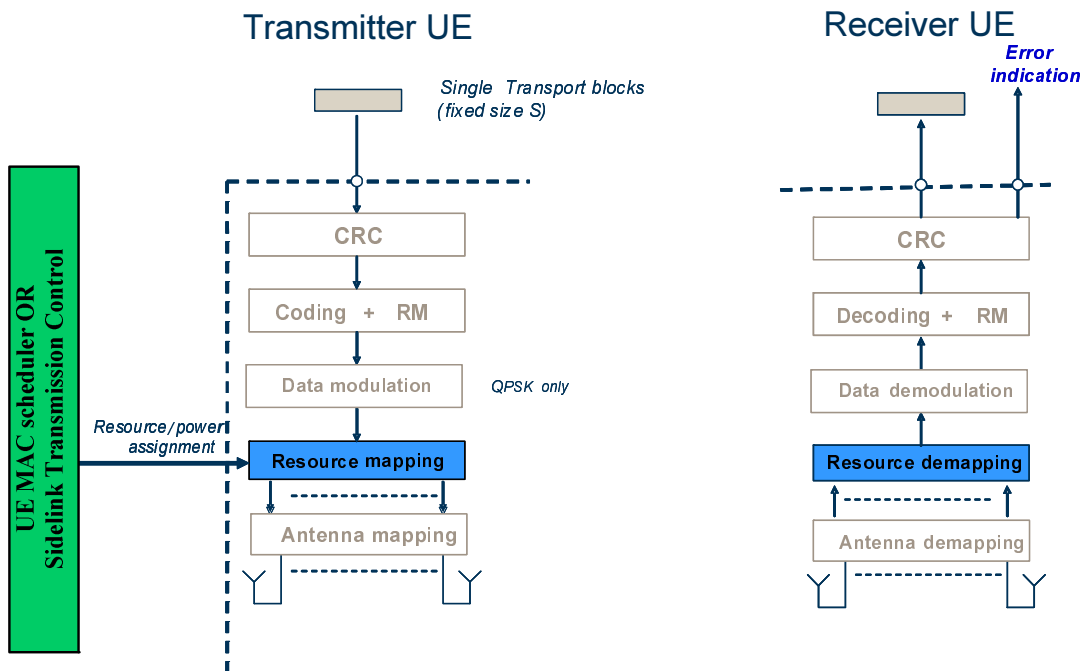 Transmitter UE
Receiver UE
Error
indication
Single Transport blocks
(fixed size S)
UE MAC scheduler OR
Sidelink Transmission Control
CRC
CRC
Coding + RM
Decoding + RM
Data modulation
QPSK only
Data demodulation
Resource/power
assignment
Resource mapping
Resource demapping
Antenna mapping
Antenna demapping